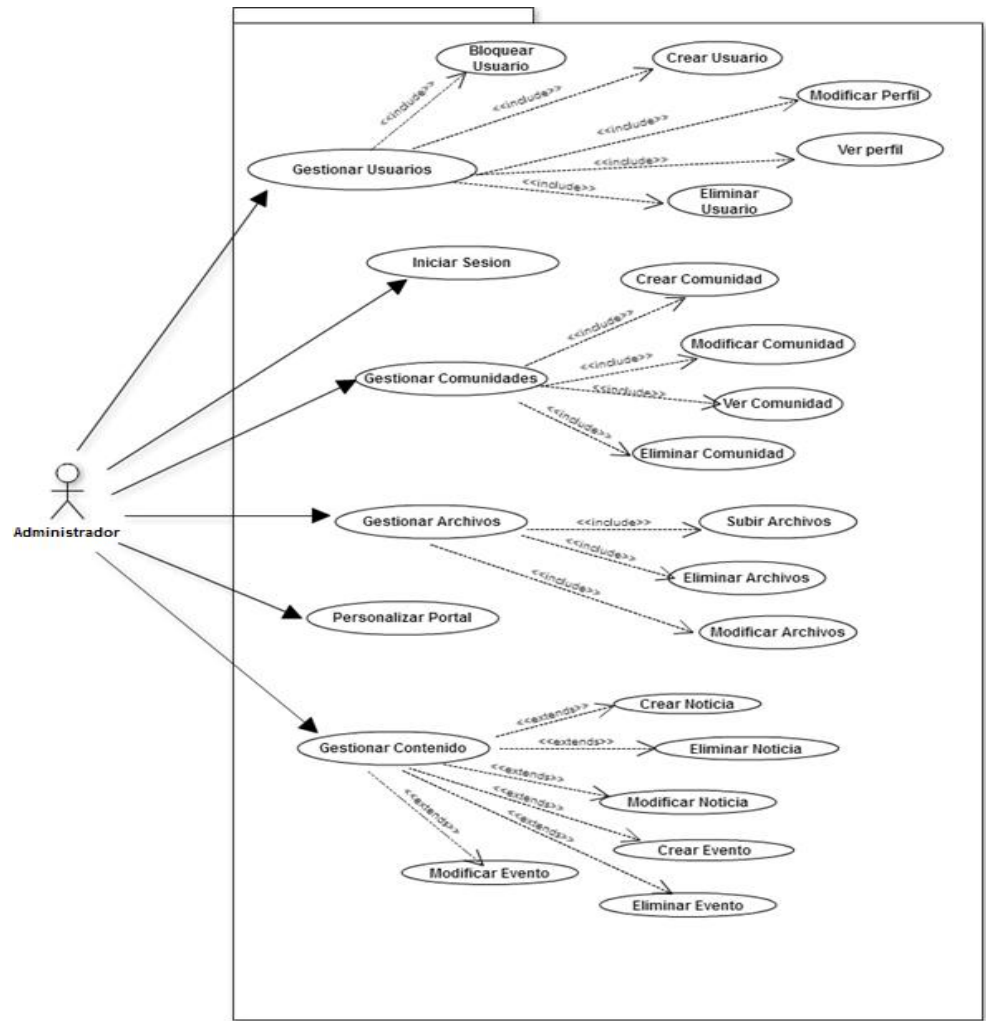 Bloquear
Usuario
Crear Usuario
<<include>>
<<include>>
Modificar Perfil
<<include>>
Ver perfil
<<include>>
Gestionar Usuarios
<<include>>
Eliminar
Usuario
Iniciar Sesion
Crear Comunidad
<<include>>
Modificar Comunidad
<<include>>
Gestionar Comunidades
<<include>>
Ver Comunidad
<<include>>
Eliminar Comunidad
Administrador
Gestionar Archivos
<<include>>
Subir Archivos
<<include>>
Eliminar Archivos
<<include>>
Modificar Archivos
Personalizar Portal
Crear Noticia
<<extends>>
Gestionar Contenido
<<extends>>
Eliminar Noticia
<<extends>>
Modificar Noticia
<<extends>>
<<extends>>
<<extends>>
Crear Evento
Modificar Evento
Eliminar Evento